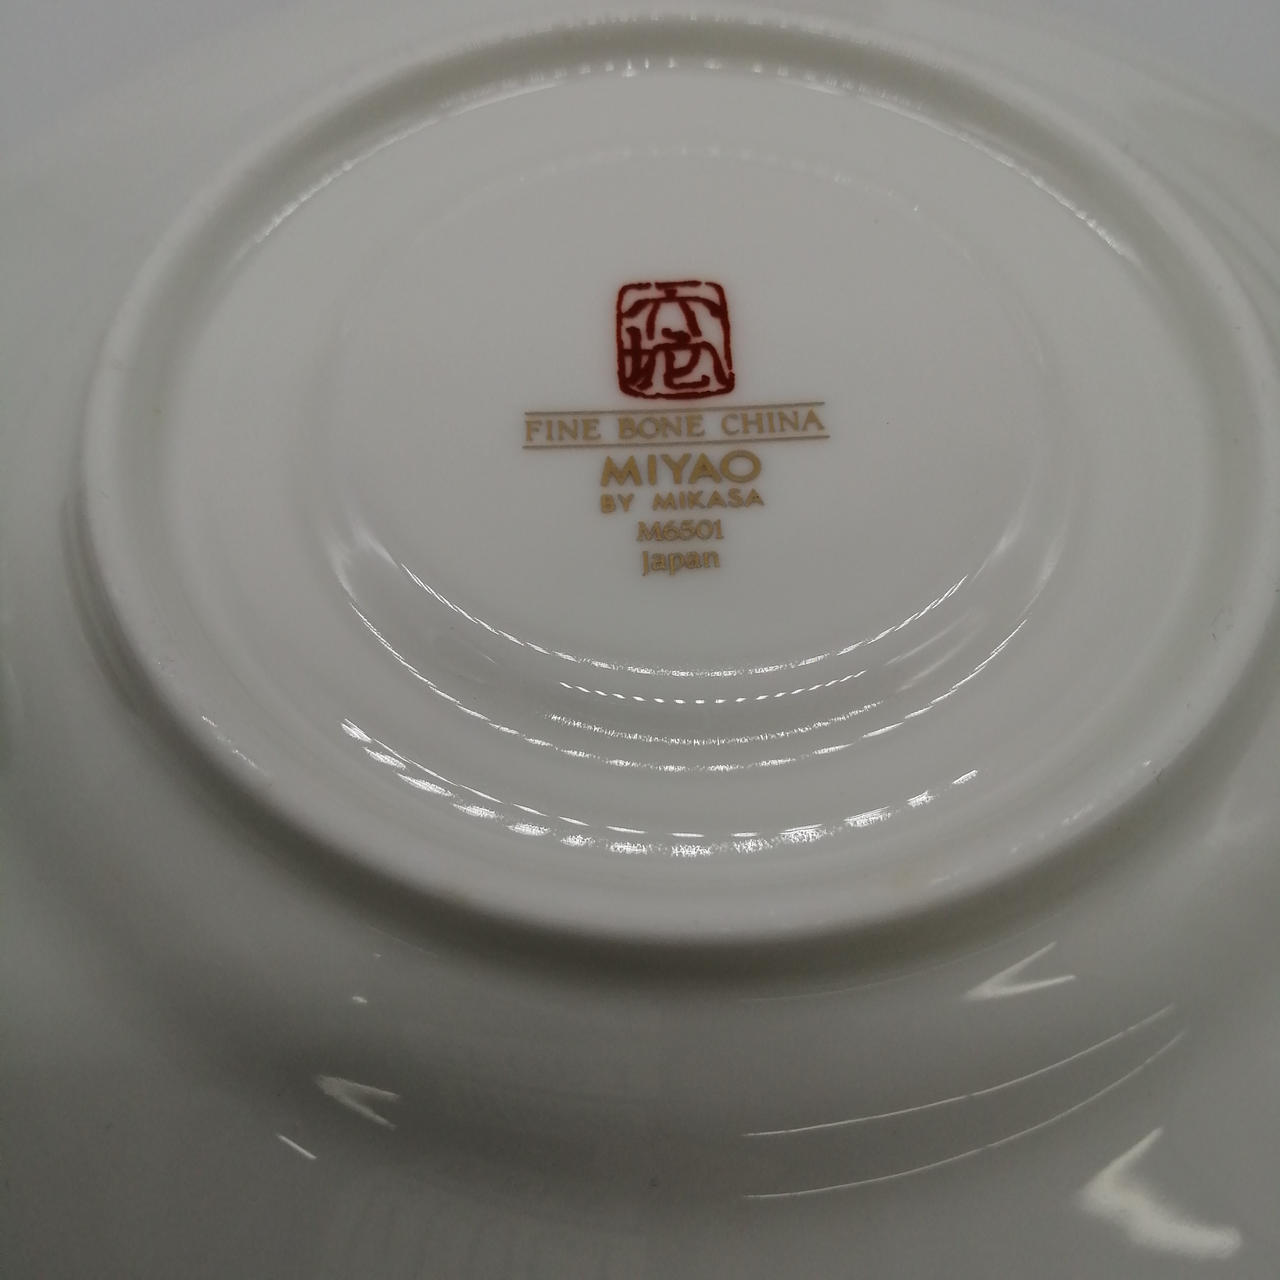 FINE BONE CHINA
MIYAO
BY MIKASA
M6501
Japan